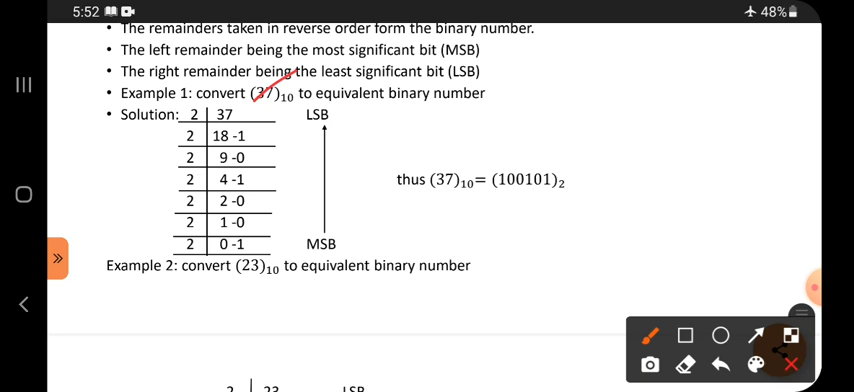 5:52
48%
• The remainders taken in reverse order form the binary number.
• The left remainder being the most significant bit (MSB)
• The right remainder being the least significant bit (LSB)
• Example 1: convert (37)₁₀ to equivalent binary number
• Solution: 2 | 37 LSB
2 | 18 -1
2 | 9 -0
2 | 4 -1 thus (37)₁₀= (100101)₂
2 | 2 -0
2 | 1 -0
2 | 0 -1 MSB
Example 2: convert (23)₁₀ to equivalent binary number
2 | 23 LSB